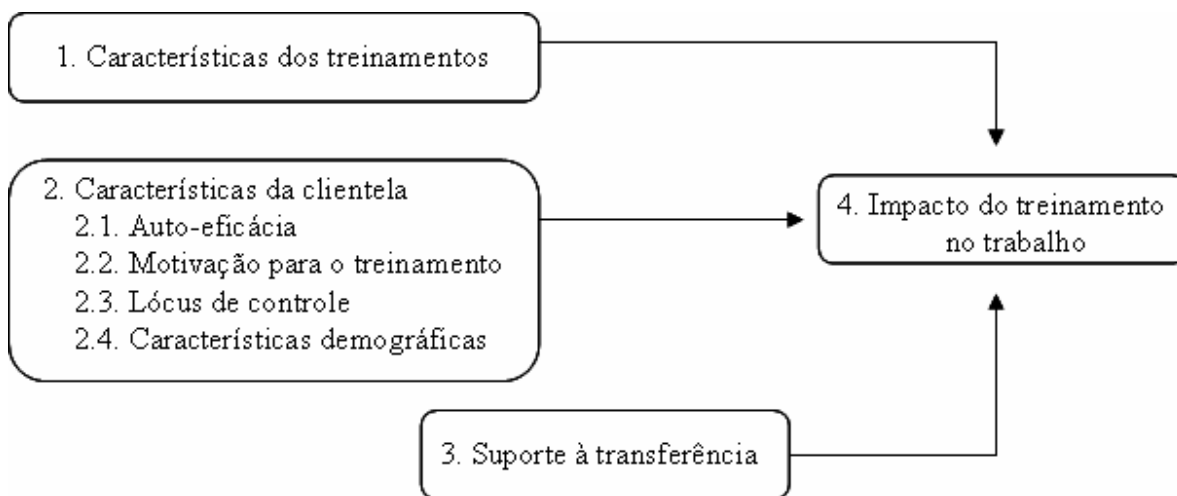 1. Características dos treinamentos
2. Características da clientela
2.1. Auto-eficácia
2.2. Motivação para o treinamento
2.3. Lócus de controle
2.4. Características demográficas
4. Impacto do treinamento
no trabalho
3. Suporte à transferência